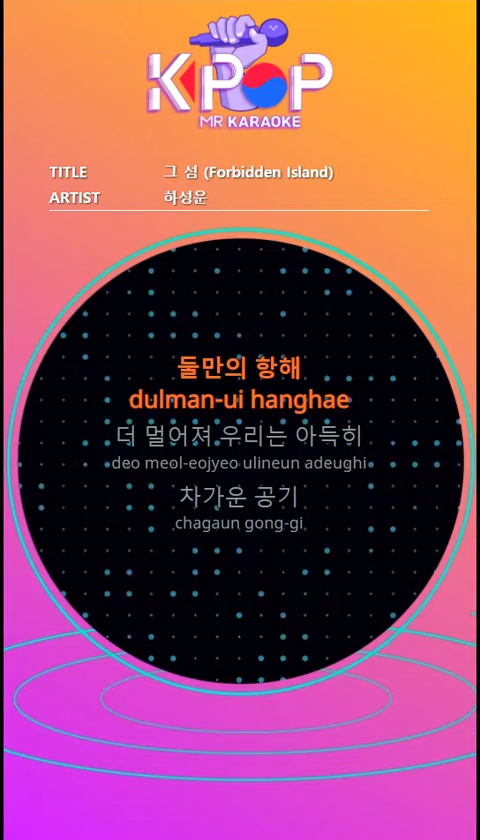 KPOP
MR KARAOKE
TITLE 그 섬 (Forbidden Island)
ARTIST 하성운
둘만의 항해
dulman-ui hanghae
더 멀어져 우리는 아득히
deo meol-eojyeo ulineun adeughi
차가운 공기
chagaun gong-gi